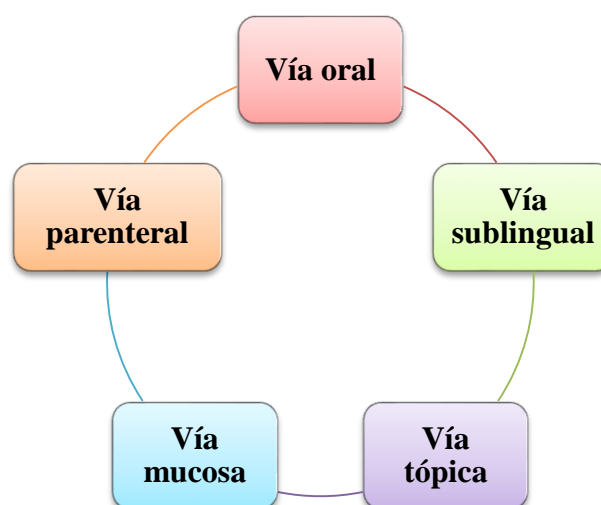 Vía oral
Vía
sublingual
Vía
tópica
Vía
mucosa
Vía
parenteral